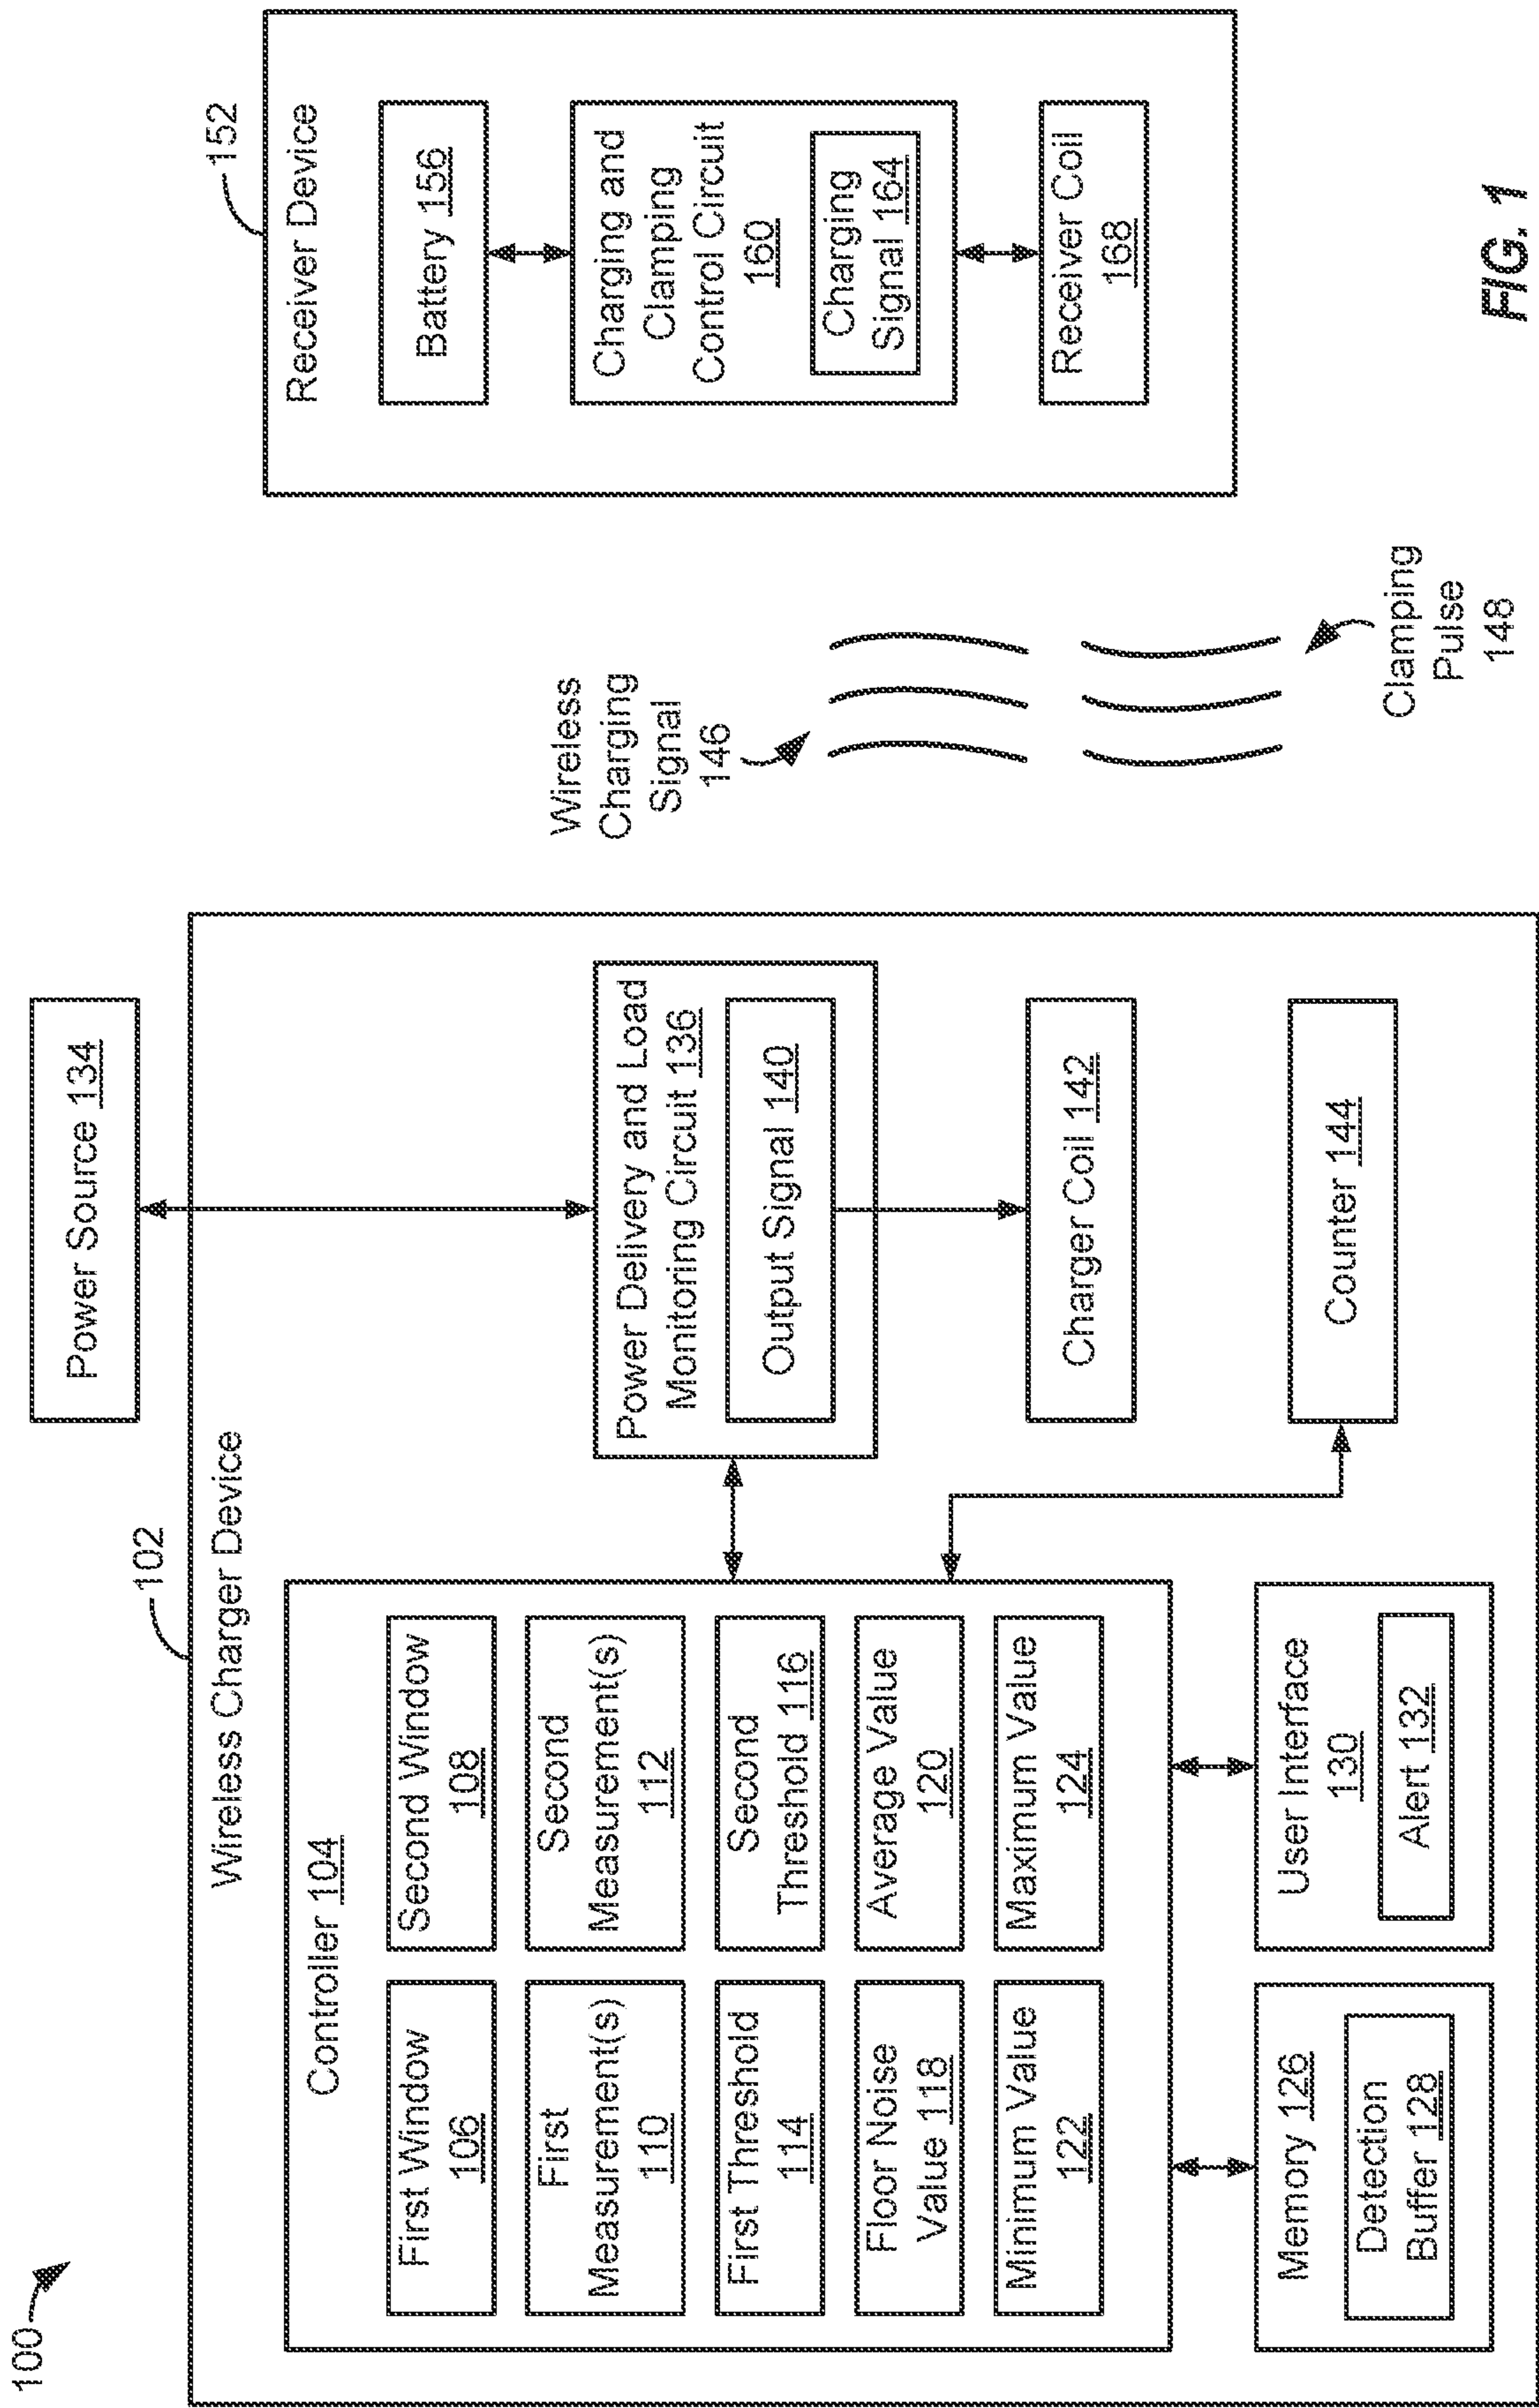 100
102
Wireless Charger Device
Controller 104
First Window
106
Second Window
108
First
Measurement(s)
110
Second
Measurement(s)
112
First Threshold
114
Second
Threshold 116
Floor Noise
Value 118
Average Value
120
Minimum Value
122
Maximum Value
124
Memory 126
Detection
Buffer 128
User Interface
130
Alert 132
Power Source 134
Power Delivery and Load
Monitoring Circuit 136
Output Signal 140
Charger Coil 142
Counter 144
Wireless
Charging
Signal
146
Clamping
Pulse
148
152
Receiver Device
Battery 156
Charging and
Clamping
Control Circuit
160
Charging
Signal 164
Receiver Coil
168
FIG. 1